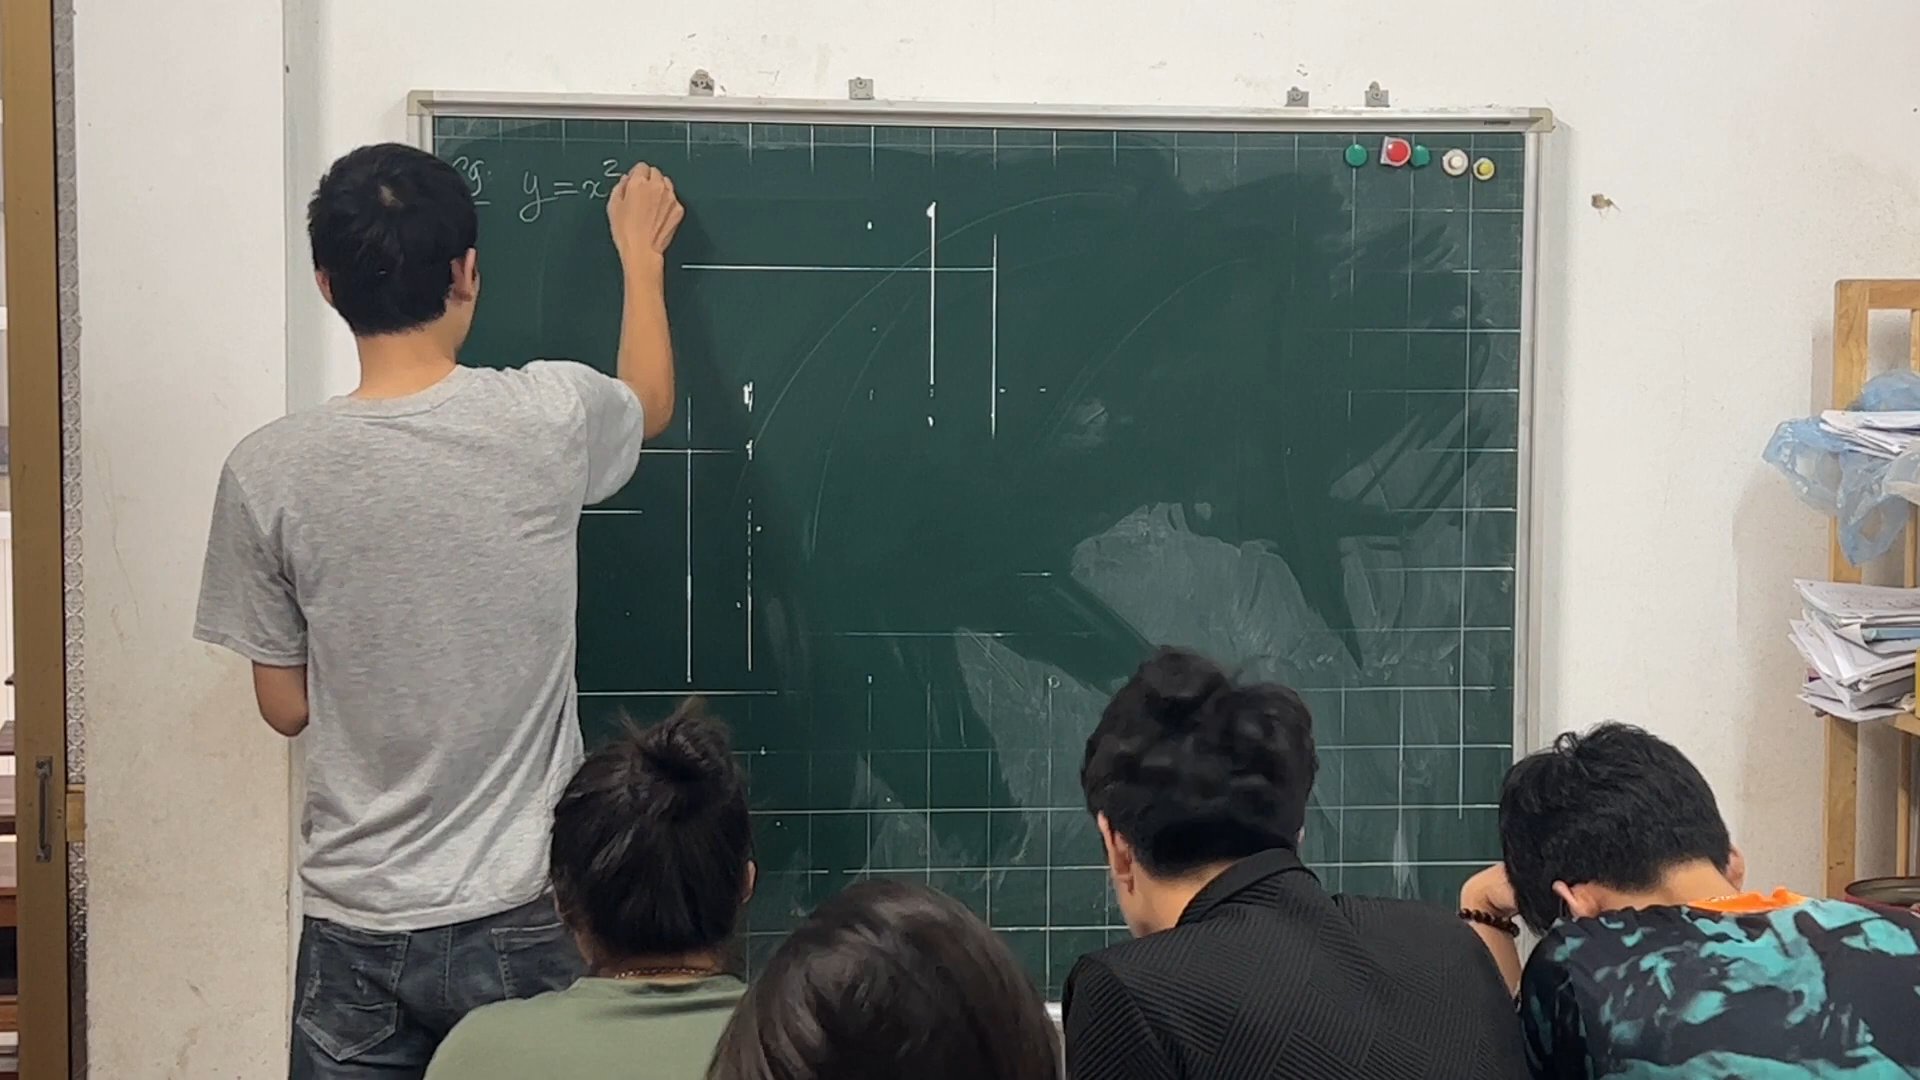 eg: y = x²